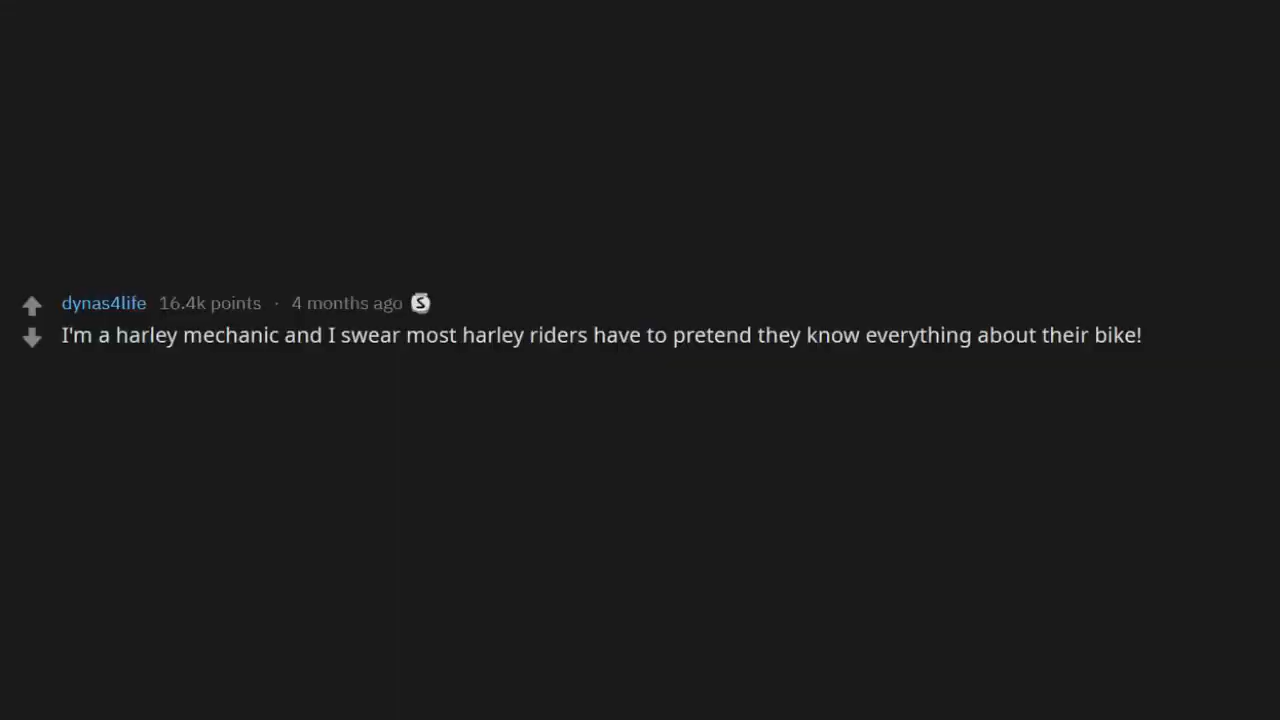 dynas4life 16.4k points · 4 months ago S
I'm a harley mechanic and I swear most harley riders have to pretend they know everything about their bike!